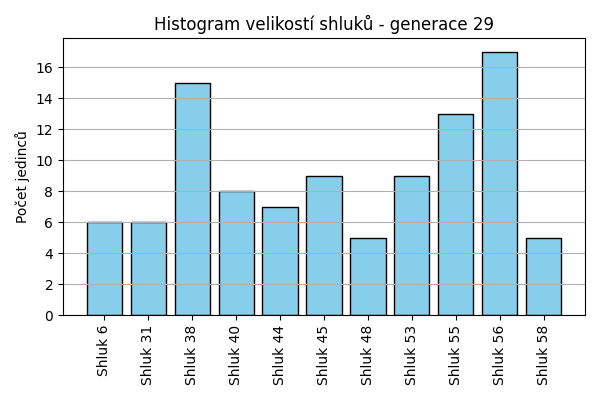 Histogram velikostí shluků - generace 29
Počet jedinců
16
14
12
10
8
6
4
2
0
Shluk 6
Shluk 31
Shluk 38
Shluk 40
Shluk 44
Shluk 45
Shluk 48
Shluk 53
Shluk 55
Shluk 56
Shluk 58